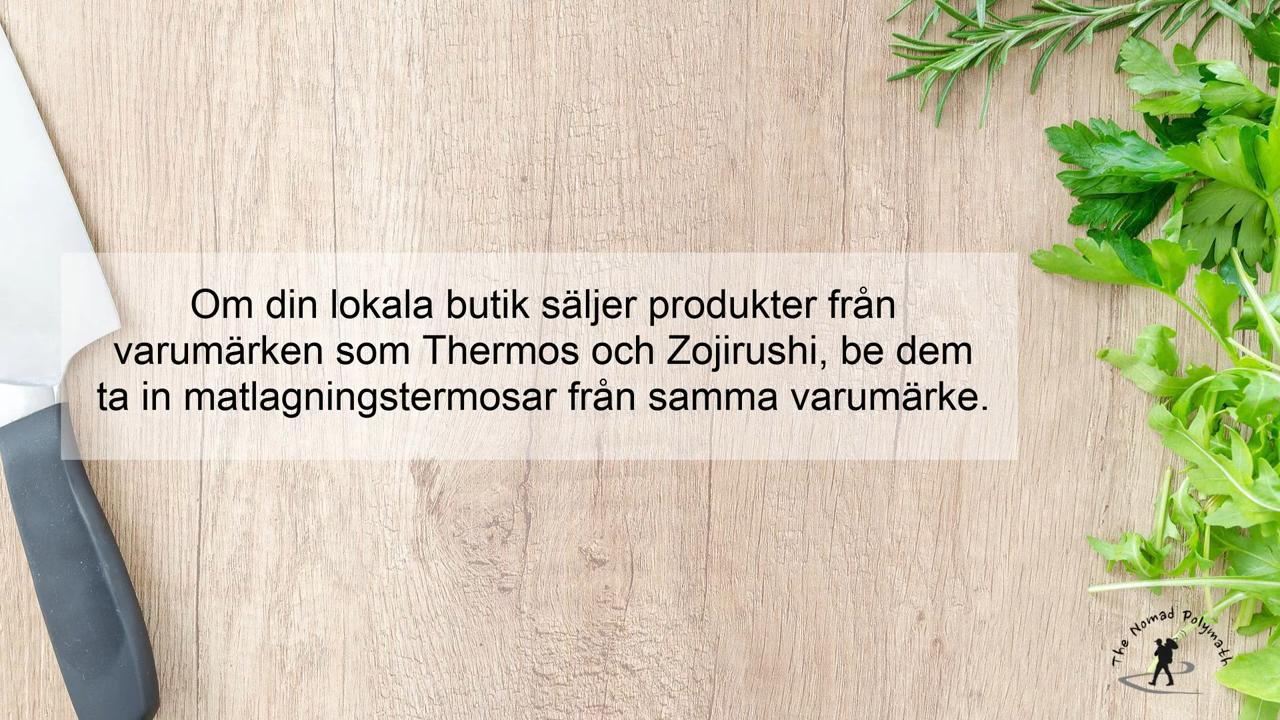 Om din lokala butik säljer produkter från
varumärken som Thermos och Zojirushi, be dem
ta in matlagningstermosar från samma varumärke.
The Nomad Polymath